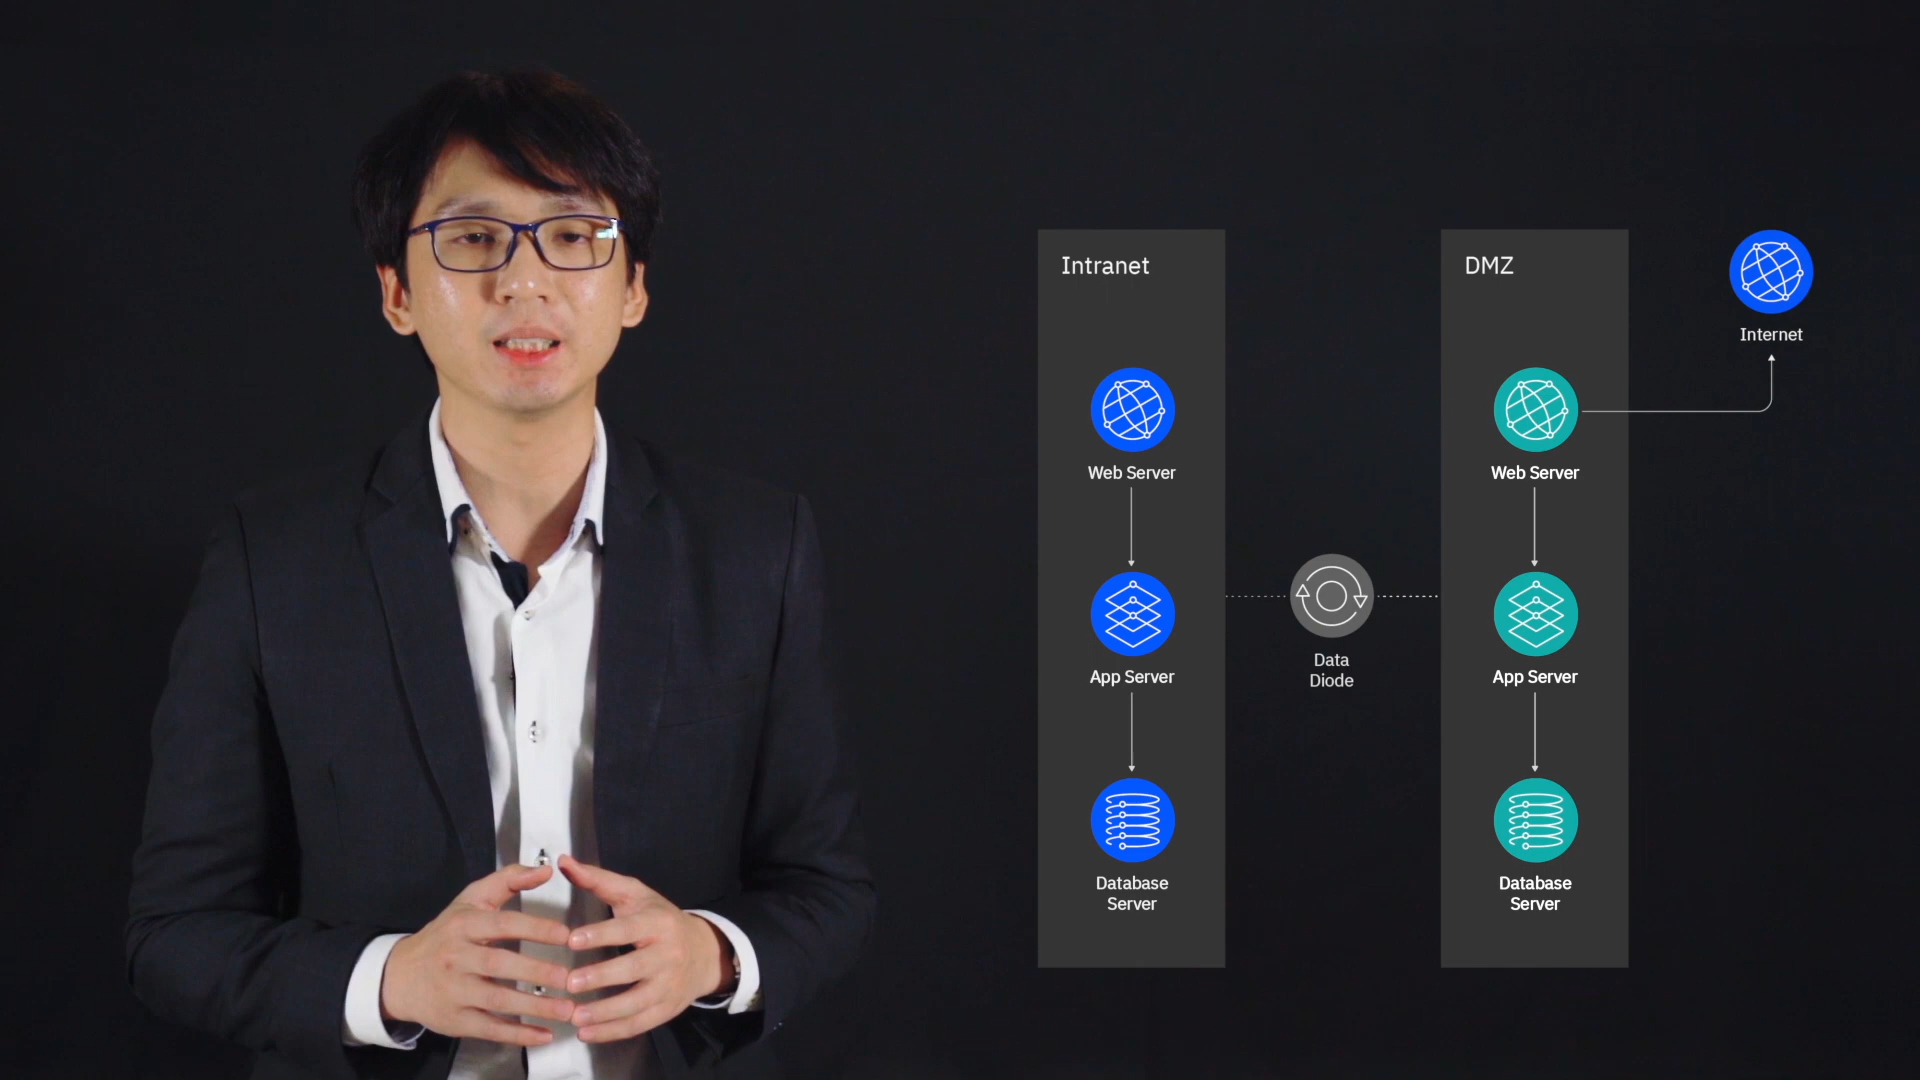 Intranet
Web Server
App Server
Database
Server
Data
Diode
DMZ
Web Server
App Server
Database
Server
Internet